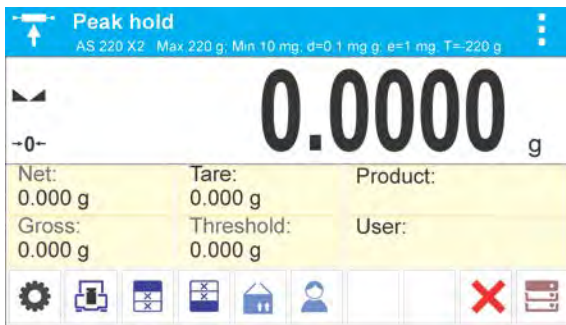 Peak hold
AS 220 X2 Max 220 g; Min 10 mg; d=0.1 mg g; e=1 mg; T=-220 g
→0←
0.0000 g
Net: Tare: Product:
0.000 g 0.000 g
Gross: Threshold: User:
0.000 g 0.000 g